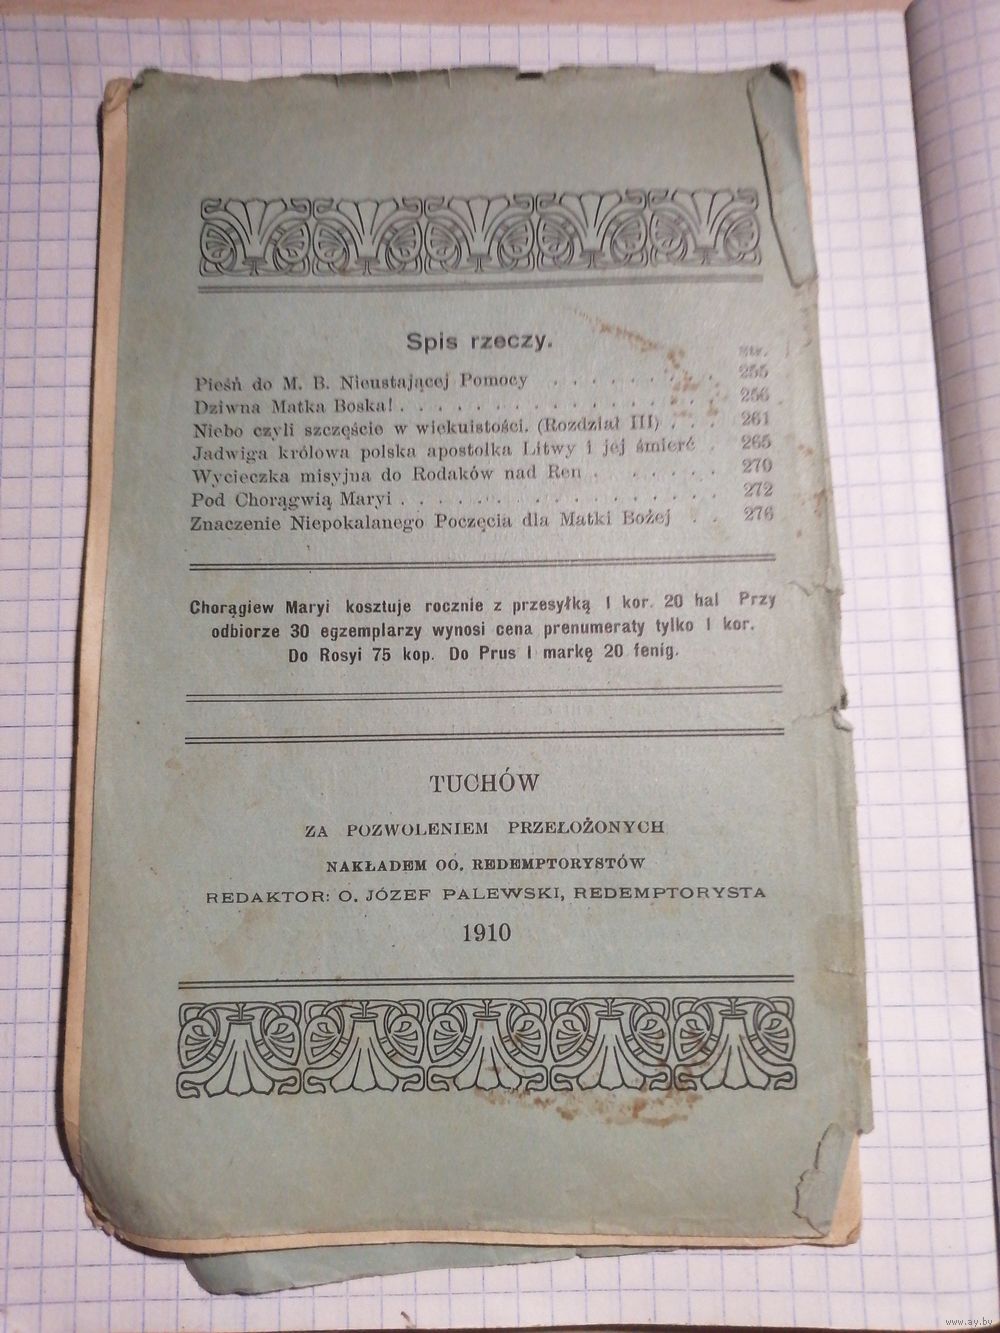 Spis rzeczy.
Str.
Pieśń do M. B. Nieustającej Pomocy . . . . . . . . . 255
Dziwna Matka Boska! . . . . . . . . . . . . . . . . 256
Niebo czyli szczęście w wiekuistości. (Rozdział III) . . . 261
Jadwiga królowa polska apostołka Litwy i jej śmierć . 265
Wycieczka misyjna do Rodaków nad Ren . . . . . . 270
Pod Chorągwią Maryi . . . . . . . . . . . . . . . . 272
Znaczenie Niepokalanego Poczęcia dla Matki Bożej . . 276
Chorągiew Maryi kosztuje rocznie z przesyłką 1 kor. 20 hal Przy
odbiorze 30 egzemplarzy wynosi cena prenumeraty tylko 1 kor.
Do Rosyi 75 kop. Do Prus 1 markę 20 fenig.
TUCHÓW
ZA POZWOLENIEM PRZEŁOŻONYCH
NAKŁADEM OO. REDEMPTORYSTÓW
REDAKTOR: O. JÓZEF PALEWSKI, REDEMPTORYSTA
1910
www.ay.by